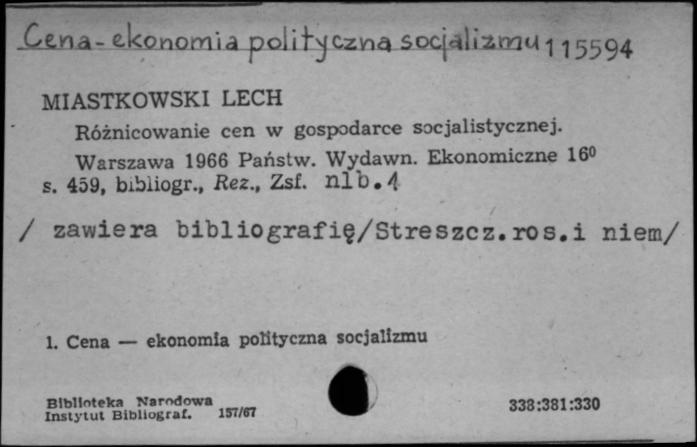 Cena - ekonomia polityczna socjalizmu 115594
MIASTKOWSKI LECH
Różnicowanie cen w gospodarce socjalistycznej.
Warszawa 1966 Państw. Wydawn. Ekonomiczne 16⁰
s. 459, bibliogr., Rez., Zsf. nlb.4
/ zawiera bibliografię/Streszcz.ros.i niem/
1. Cena — ekonomia polityczna socjalizmu
Biblioteka Narodowa
Instytut Bibliograf. 157/67 338:381:330